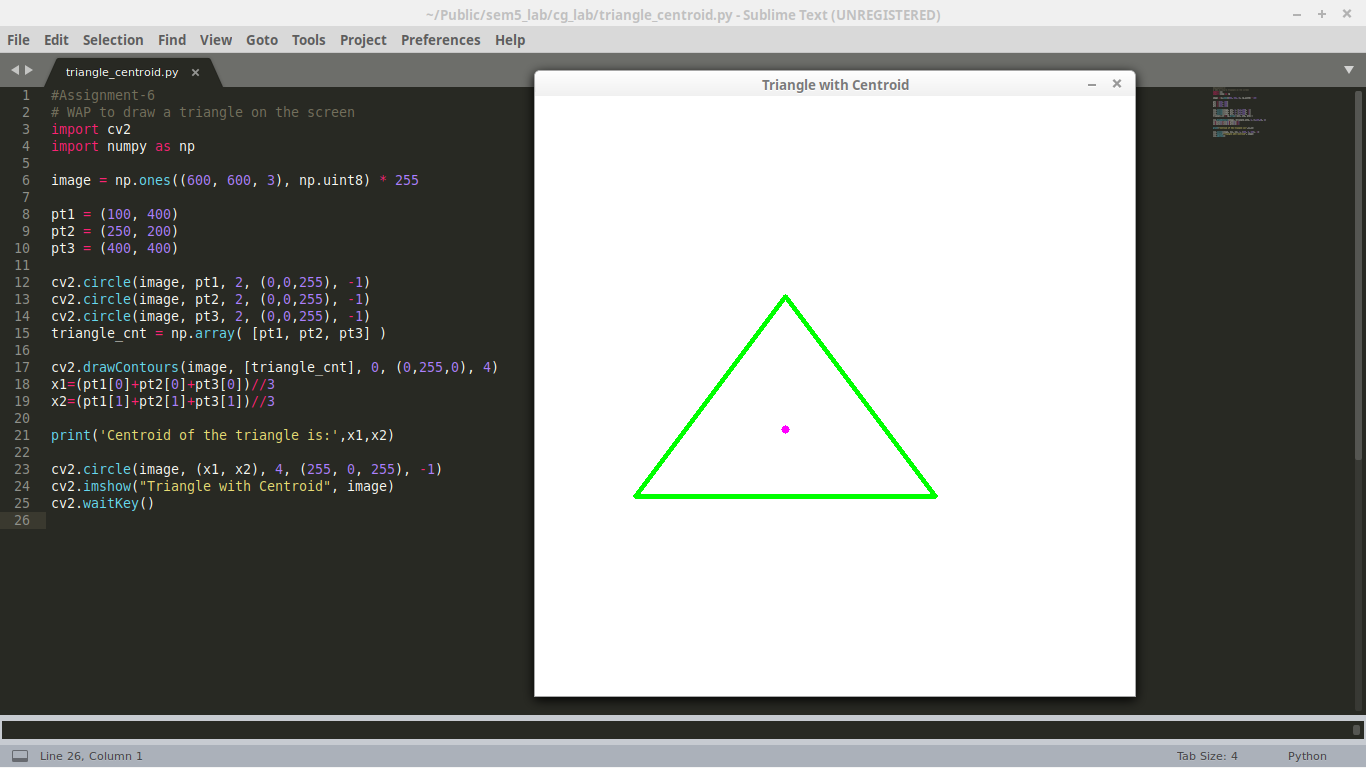 ~/Public/sem5_lab/cg_lab/triangle_centroid.py - Sublime Text (UNREGISTERED)
File Edit Selection Find View Goto Tools Project Preferences Help
triangle_centroid.py
1 #Assignment-6
2 # WAP to draw a triangle on the screen
3 import cv2
4 import numpy as np
5
6 image = np.ones((600, 600, 3), np.uint8) * 255
7
8 pt1 = (100, 400)
9 pt2 = (250, 200)
10 pt3 = (400, 400)
11
12 cv2.circle(image, pt1, 2, (0,0,255), -1)
13 cv2.circle(image, pt2, 2, (0,0,255), -1)
14 cv2.circle(image, pt3, 2, (0,0,255), -1)
15 triangle_cnt = np.array( [pt1, pt2, pt3] )
16
17 cv2.drawContours(image, [triangle_cnt], 0, (0,255,0), 4)
18 x1=(pt1[0]+pt2[0]+pt3[0])//3
19 x2=(pt1[1]+pt2[1]+pt3[1])//3
20
21 print('Centroid of the triangle is:',x1,x2)
22
23 cv2.circle(image, (x1, x2), 4, (255, 0, 255), -1)
24 cv2.imshow("Triangle with Centroid", image)
25 cv2.waitKey()
26
Triangle with Centroid
Line 26, Column 1
Tab Size: 4
Python